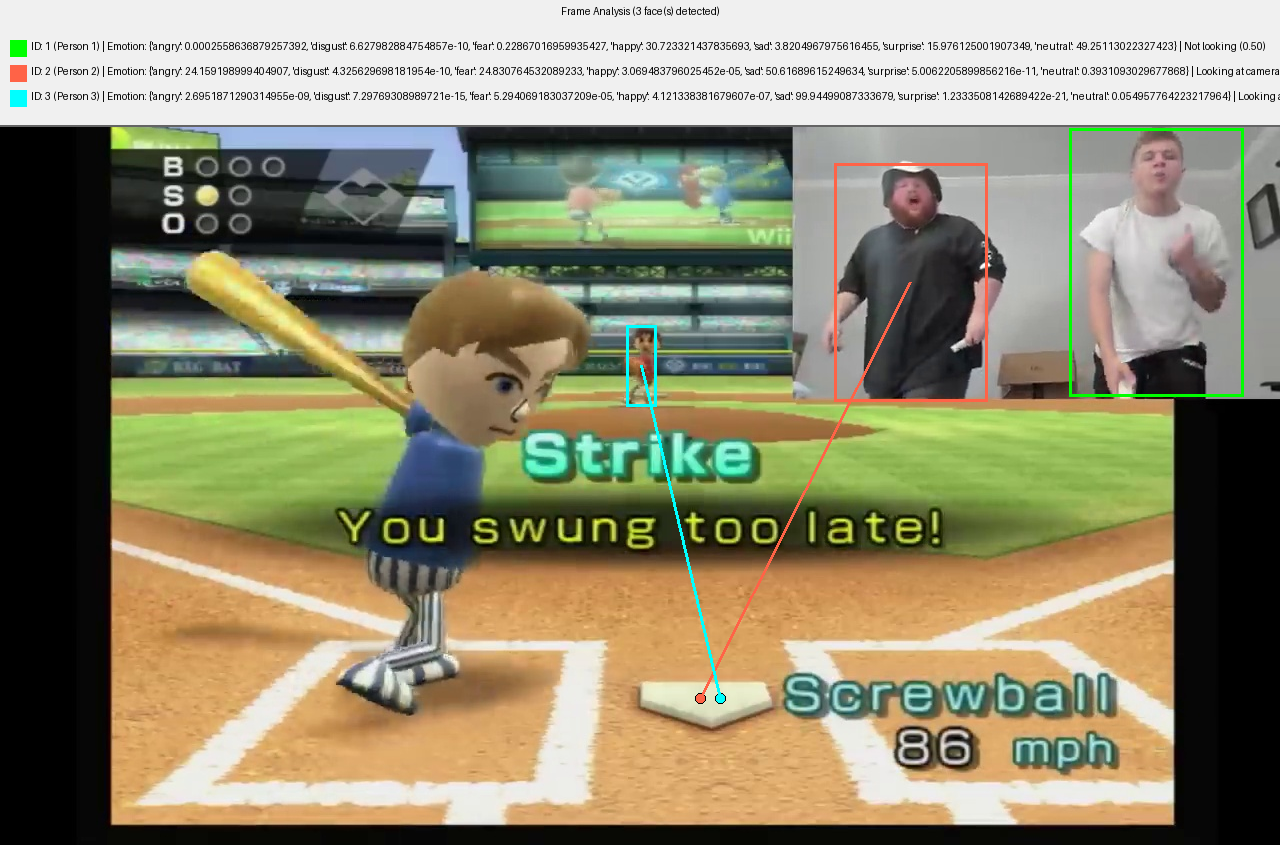 Frame Analysis (3 face(s) detected)
ID: 1 (Person 1) | Emotion: {'angry': 0.0002558636879257392, 'disgust': 6.627982884754857e-10, 'fear': 0.22867016959935427, 'happy': 30.723321437835693, 'sad': 3.8204967975616455, 'surprise': 15.976125001907349, 'neutral': 49.25113022327423} | Not looking (0.50)
ID: 2 (Person 2) | Emotion: {'angry': 24.159198999404907, 'disgust': 4.325629698181954e-10, 'fear': 24.830764532089233, 'happy': 3.069483796025452e-05, 'sad': 50.61689615249634, 'surprise': 5.0062205899856216e-11, 'neutral': 0.3931093029677868} | Looking at camera
ID: 3 (Person 3) | Emotion: {'angry': 2.6951871290314955e-09, 'disgust': 7.29769308989721e-15, 'fear': 5.294069183037209e-05, 'happy': 4.121338381679607e-07, 'sad': 99.94499087333679, 'surprise': 1.2333508142689422e-21, 'neutral': 0.054957764223217964} | Looking
B
S
O
Wii
BIG BAT
Strike
You swung too late!
Screwball
86 mph